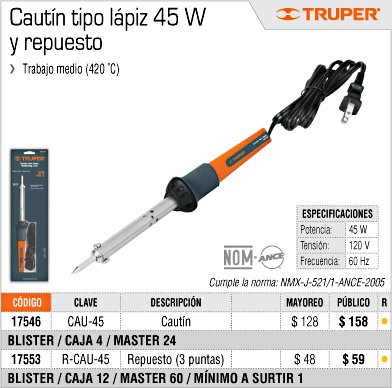 Cautín tipo lápiz 45 W
y repuesto
TRUPER
Trabajo medio (420 °C)
TRUPER
TRUPER
NOM-ANCE
ESPECIFICACIONES
Potencia: 45 W
Tensión: 120 V
Frecuencia: 60 Hz
Cumple la norma: NMX-J-521/1-ANCE-2005
CÓDIGO CLAVE DESCRIPCIÓN MAYOREO PÚBLICO R
17546 CAU-45 Cautín $ 128 $ 158
BLISTER / CAJA 4 / MASTER 24
17553 R-CAU-45 Repuesto (3 puntas) $ 48 $ 59
BLISTER / CAJA 12 / MASTER 60 / MÍNIMO A SURTIR 1